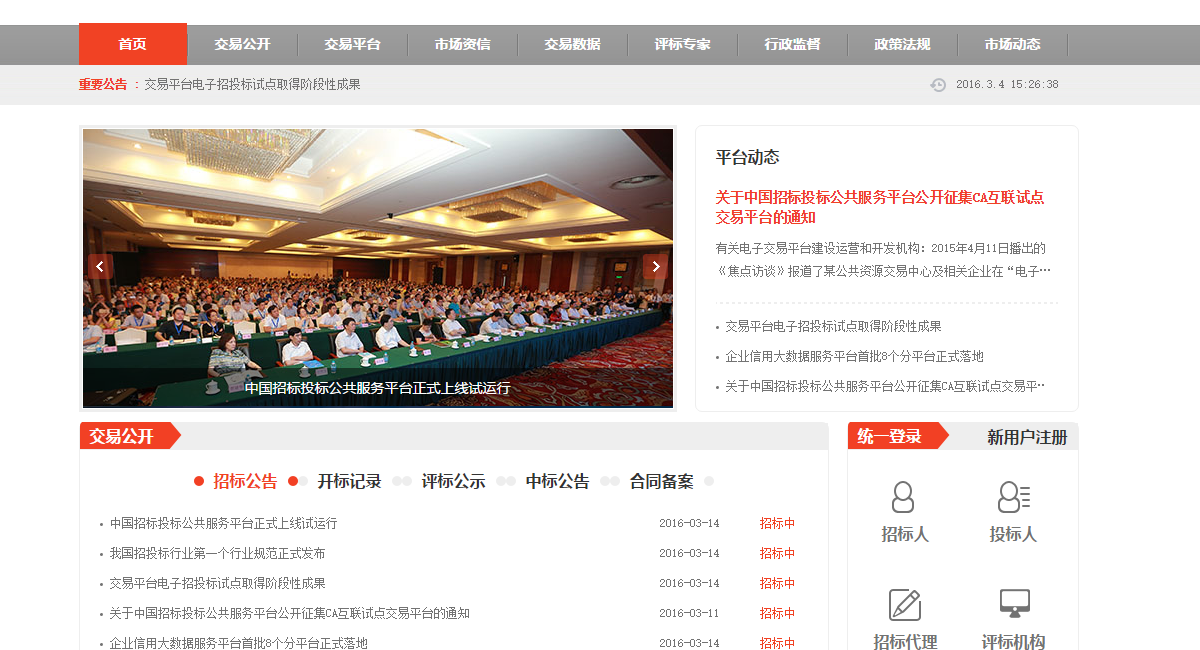 首页 交易公开 交易平台 市场资信 交易数据 评标专家 行政监督 政策法规 市场动态
重要公告 : 交易平台电子招投标试点取得阶段性成果 2016.3.4 15:26:38
中国招标投标公共服务平台正式上线试运行
平台动态
关于中国招标投标公共服务平台公开征集CA互联试点
交易平台的通知
有关电子交易平台建设运营和开发机构：2015年4月11日播出的
《焦点访谈》报道了某公共资源交易中心及相关企业在“电子…
交易平台电子招投标试点取得阶段性成果
企业信用大数据服务平台首批8个分平台正式落地
关于中国招标投标公共服务平台公开征集CA互联试点交易平…
交易公开
招标公告 开标记录 评标公示 中标公告 合同备案
中国招标投标公共服务平台正式上线试运行 2016-03-14 招标中
我国招投标行业第一个行业规范正式发布 2016-03-14 招标中
交易平台电子招投标试点取得阶段性成果 2016-03-14 招标中
关于中国招标投标公共服务平台公开征集CA互联试点交易平台的通知 2016-03-11 招标中
企业信用大数据服务平台首批8个分平台正式落地 2016-03-14 招标中
统一登录 新用户注册
招标人 投标人
招标代理 评标机构